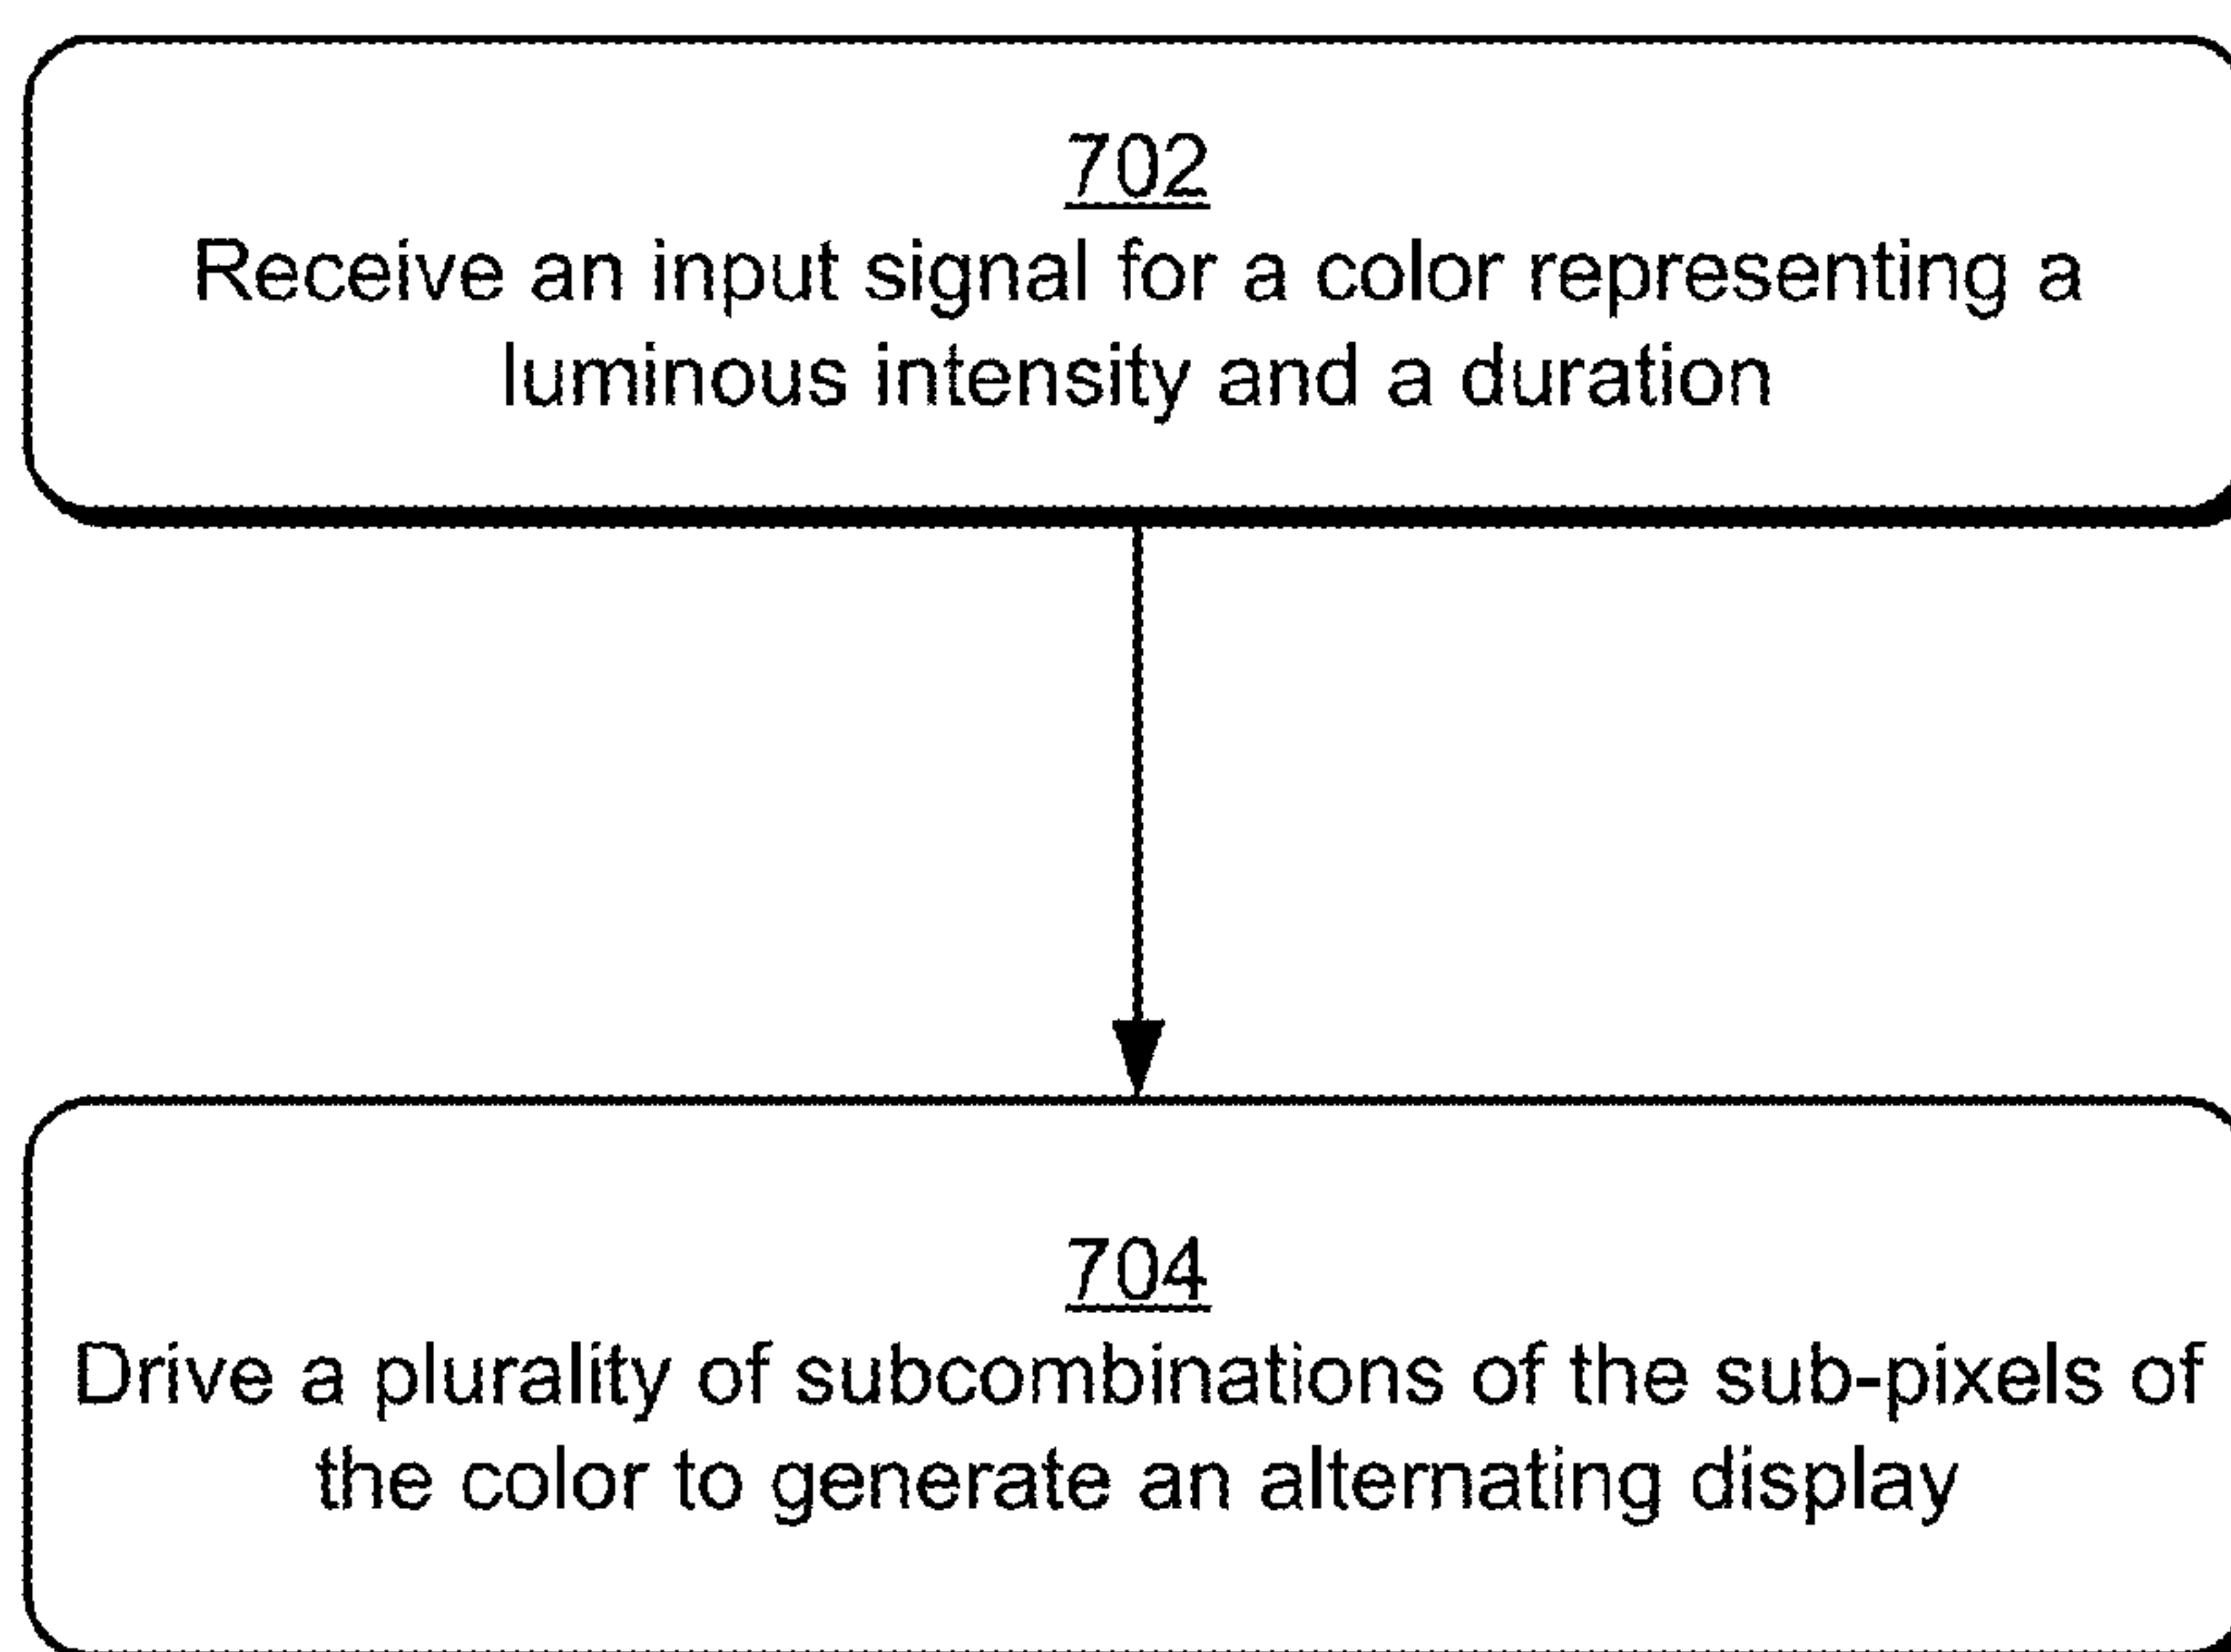 702
Receive an input signal for a color representing a
luminous intensity and a duration
704
Drive a plurality of subcombinations of the sub-pixels of
the color to generate an alternating display